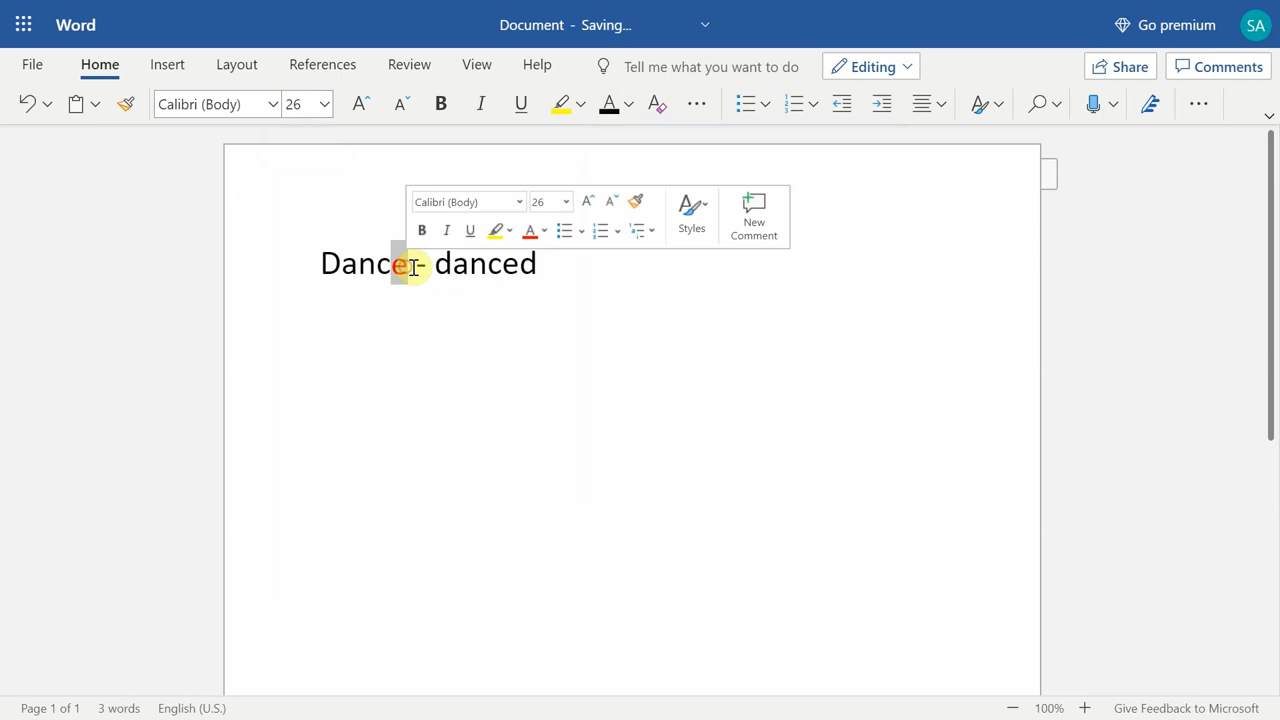 Word
Document - Saving...
Go premium
SA
File
Home
Insert
Layout
References
Review
View
Help
Tell me what you want to do
Editing
Share
Comments
Calibri (Body)
26
Calibri (Body)
26
Styles
New
Comment
Dance - danced
Page 1 of 1
3 words
English (U.S.)
100%
Give Feedback to Microsoft